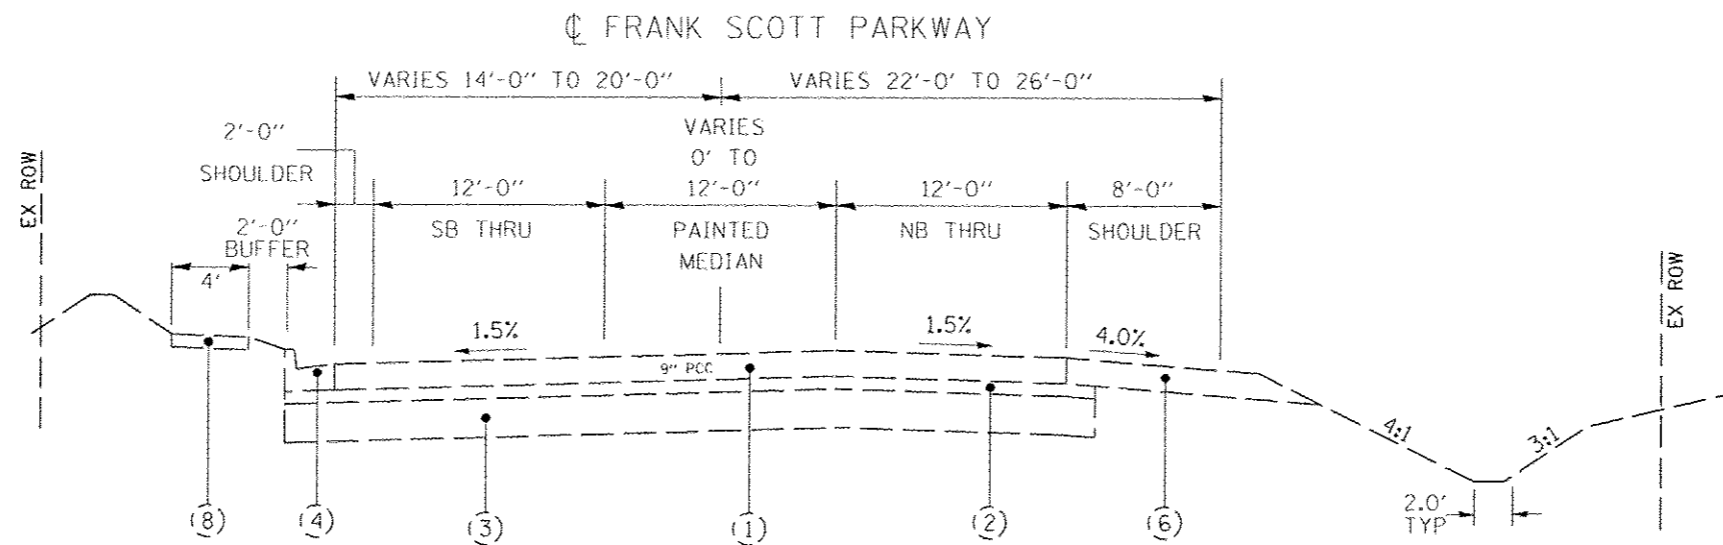 ℄ FRANK SCOTT PARKWAY
VARIES 14'-0" TO 20'-0"
VARIES 22'-0' TO 26'-0"
2'-0"
SHOULDER
VARIES
0' TO
12'-0"
12'-0"
12'-0"
8'-0"
SB THRU
PAINTED
MEDIAN
NB THRU
SHOULDER
2'-0"
BUFFER
4'
EX ROW
EX ROW
1.5%
1.5%
4.0%
9" PCC
4:1
3:1
2.0'
TYP
(8)
(4)
(3)
(1)
(2)
(6)